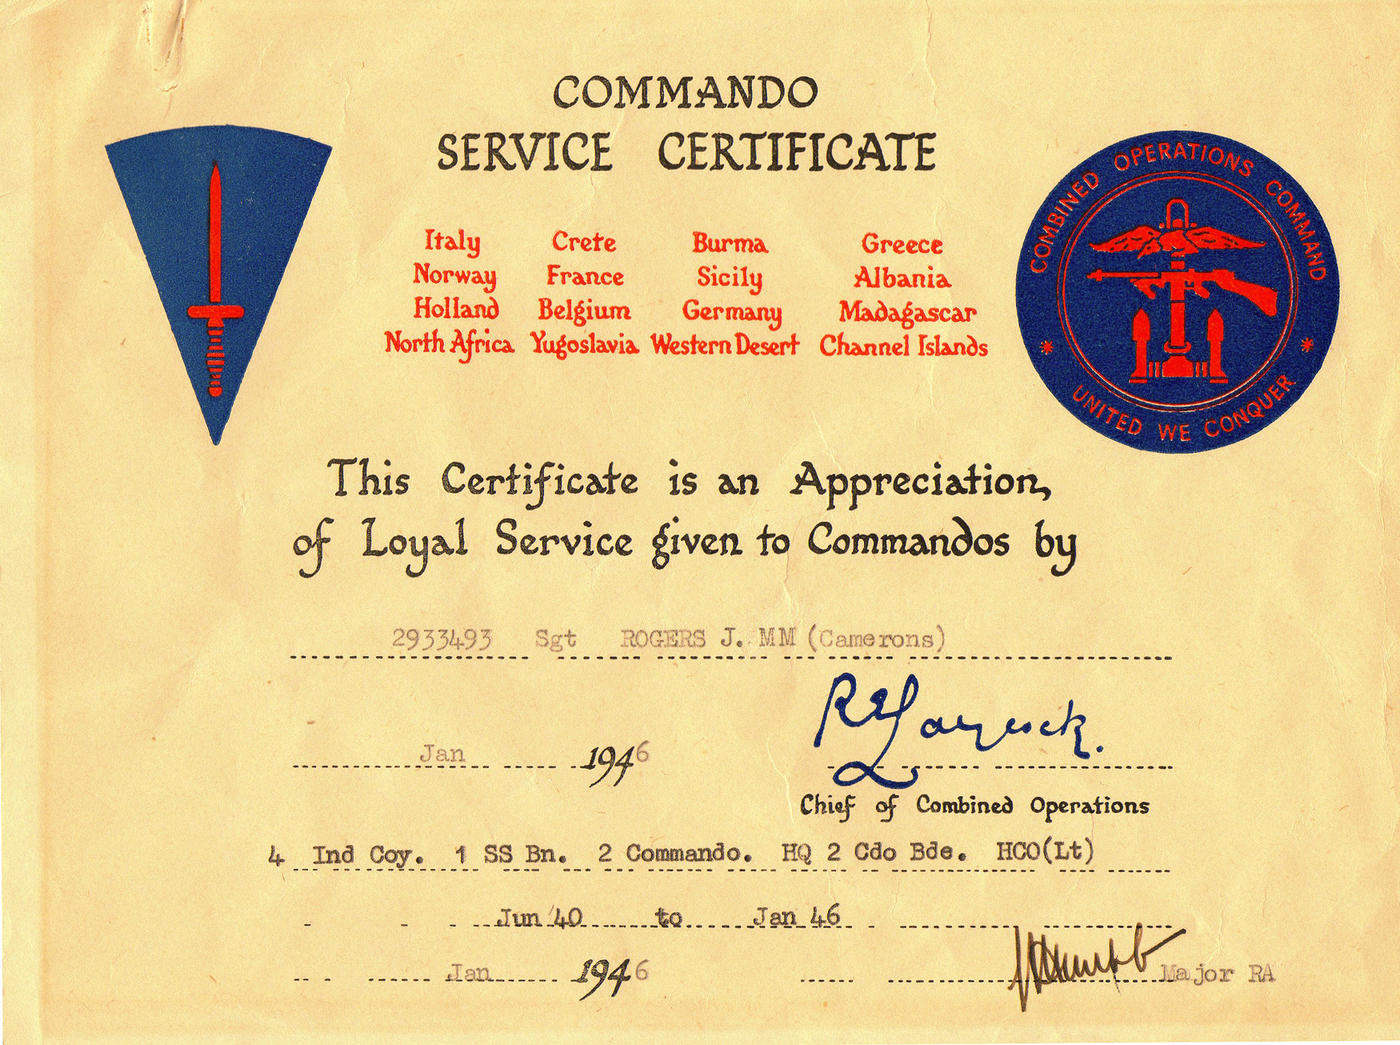 COMMANDO
SERVICE CERTIFICATE
Italy Crete Burma Greece
Norway France Sicily Albania
Holland Belgium Germany Madagascar
North Africa Yugoslavia Western Desert Channel Islands
COMBINED OPERATIONS COMMAND
UNITED WE CONQUER
This Certificate is an Appreciation,
of Loyal Service given to Commandos by
2933493 Sgt ROGERS J. MM (Camerons)
R E Laycock.
Jan 1946
Chief of Combined Operations
4 Ind Coy. 1 SS Bn. 2 Commando. HQ 2 Cdo Bde. HCO(Lt)
Jun 40 to Jan 46
Jan 1946 Major RA